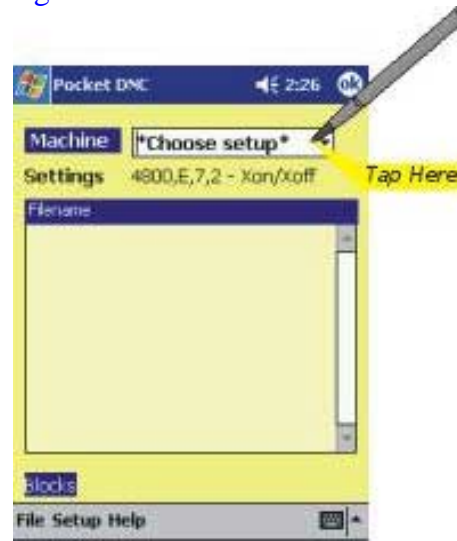 Pocket DNC 2:26 ok
Machine *Choose setup*
Settings 4800,E,7,2 - Xon/Xoff
Tap Here
Filename
Blocks
File Setup Help